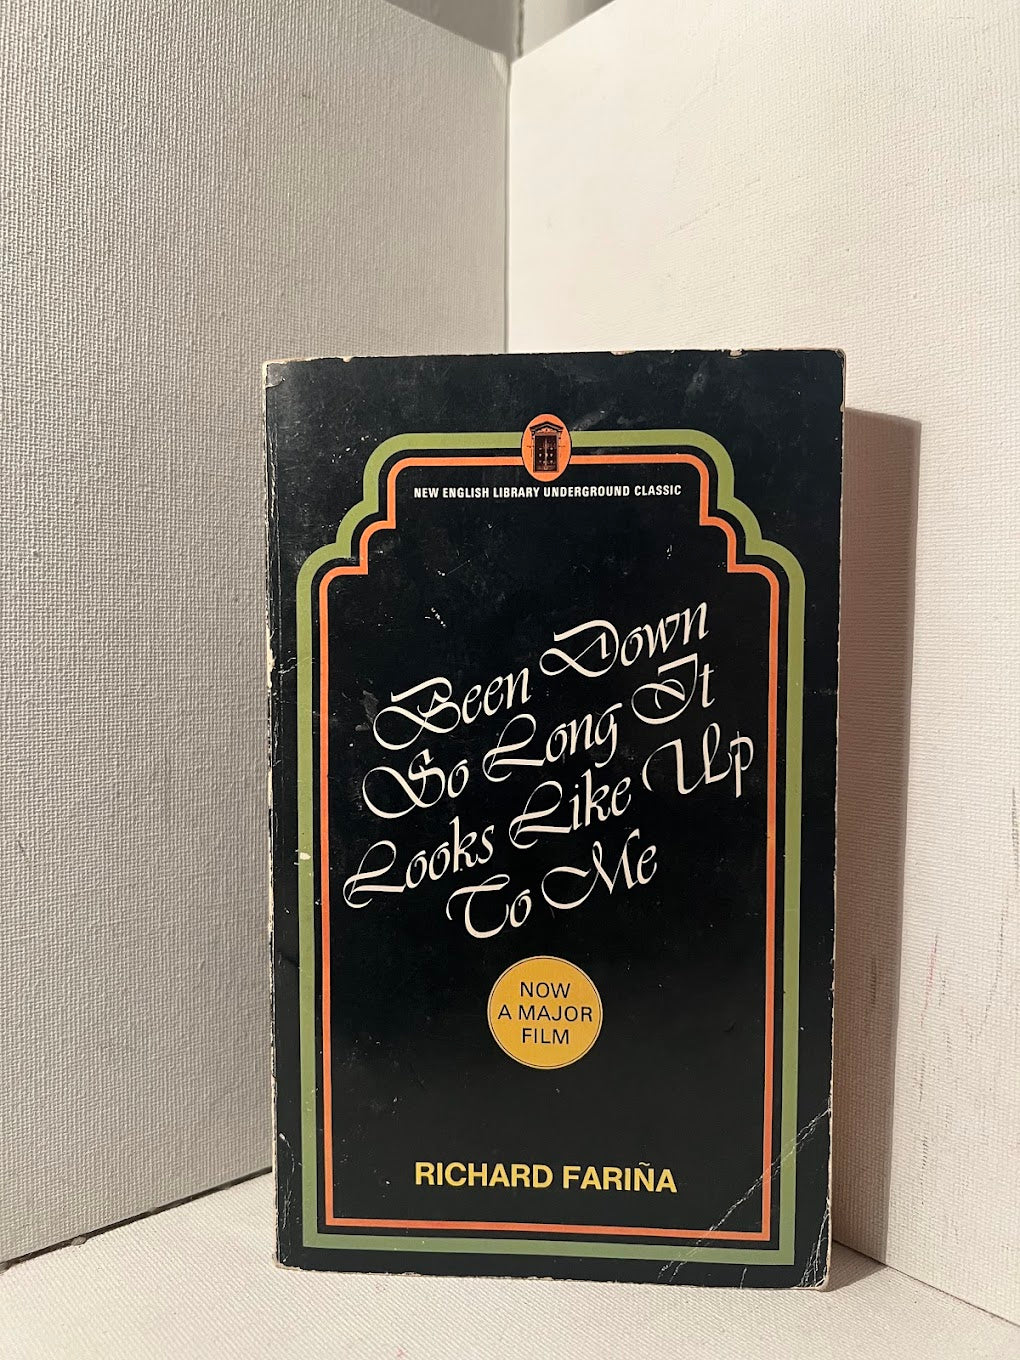 NEW ENGLISH LIBRARY UNDERGROUND CLASSIC
Been Down
So Long It
Looks Like Up
To Me
NOW
A MAJOR
FILM
RICHARD FARIÑA